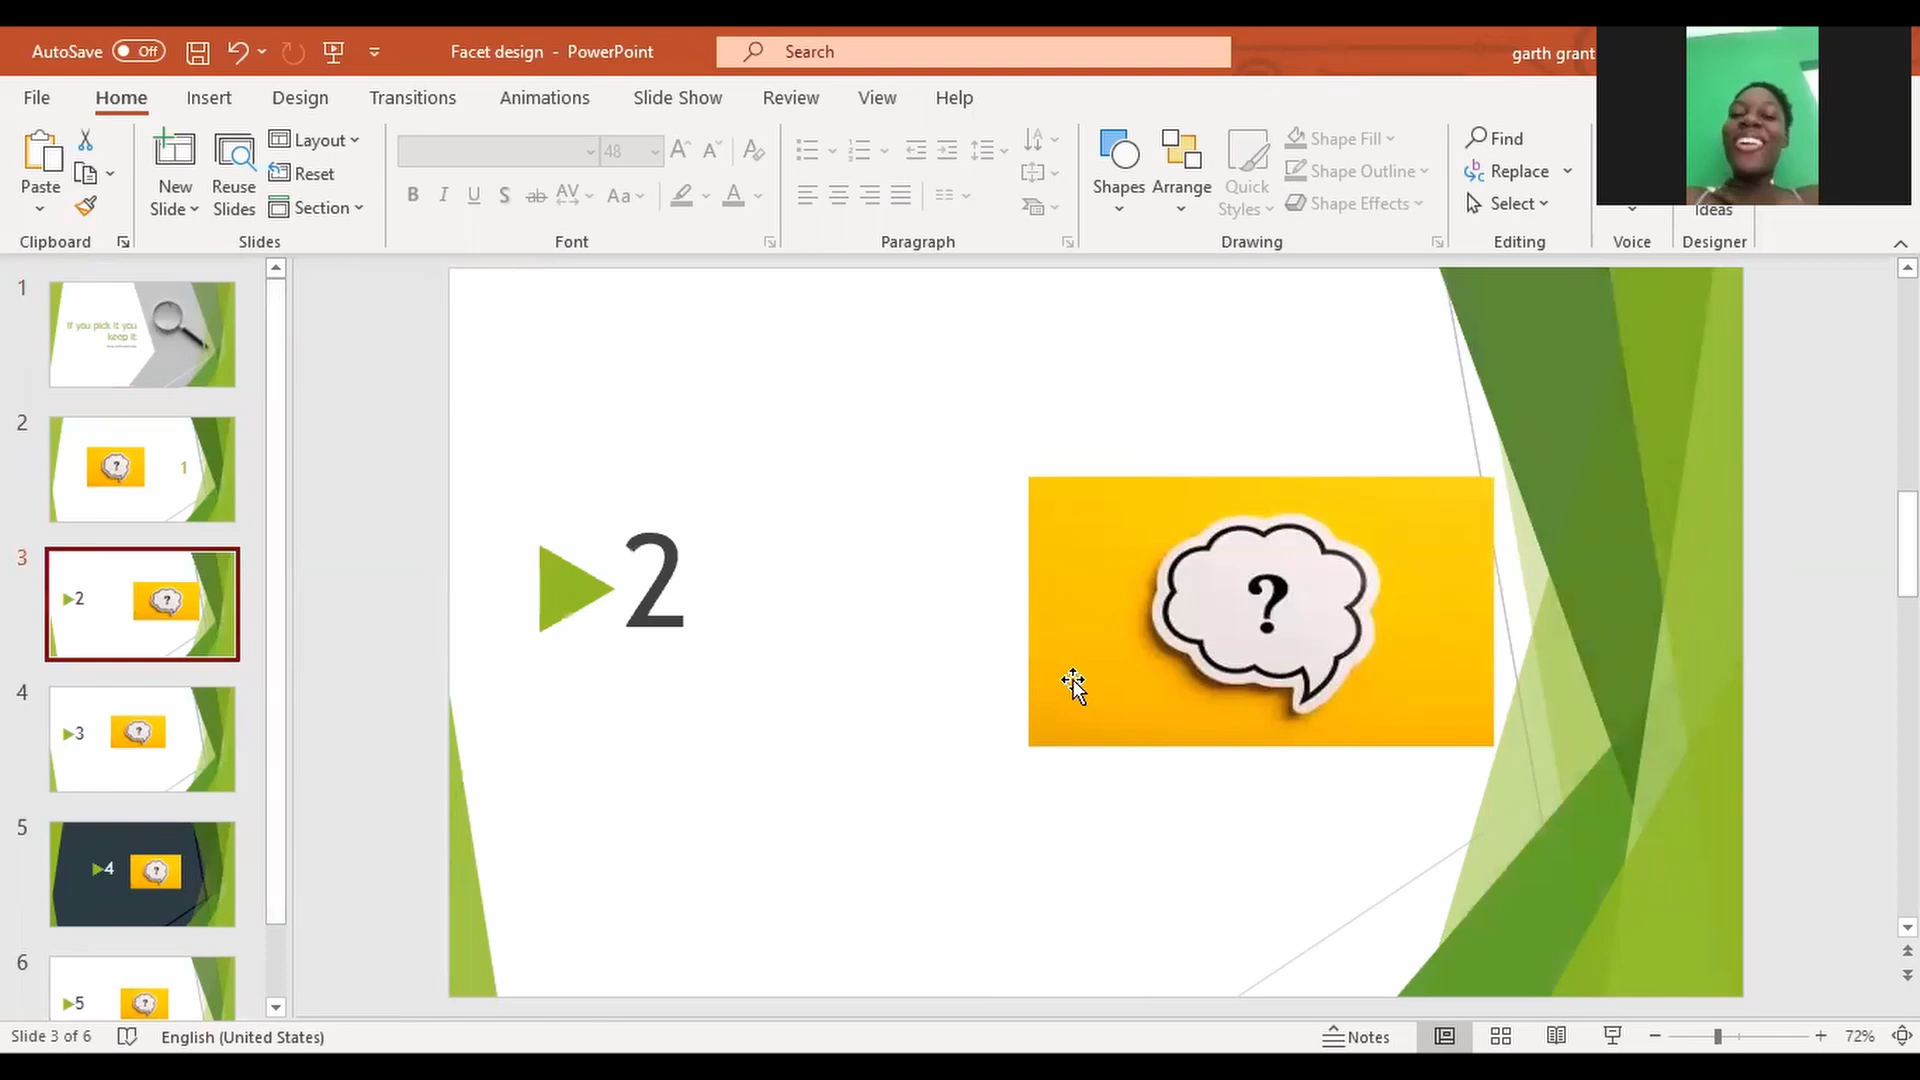 AutoSave Off Facet design - PowerPoint Search garth grant
File Home Insert Design Transitions Animations Slide Show Review View Help
Paste
New Slide
Reuse Slides
Layout
Reset
Section
48
B I U S ab AV Aa A
Shapes
Arrange
Quick Styles
Shape Fill
Shape Outline
Shape Effects
Find
Replace
Select
Ideas
Clipboard Slides Font Paragraph Drawing Editing Voice Designer
1
If you pick it you
keep it
2
? 1
3
2 ?
4
3 ?
5
4 ?
6
5 ?
2
?
Slide 3 of 6 English (United States) Notes 72%